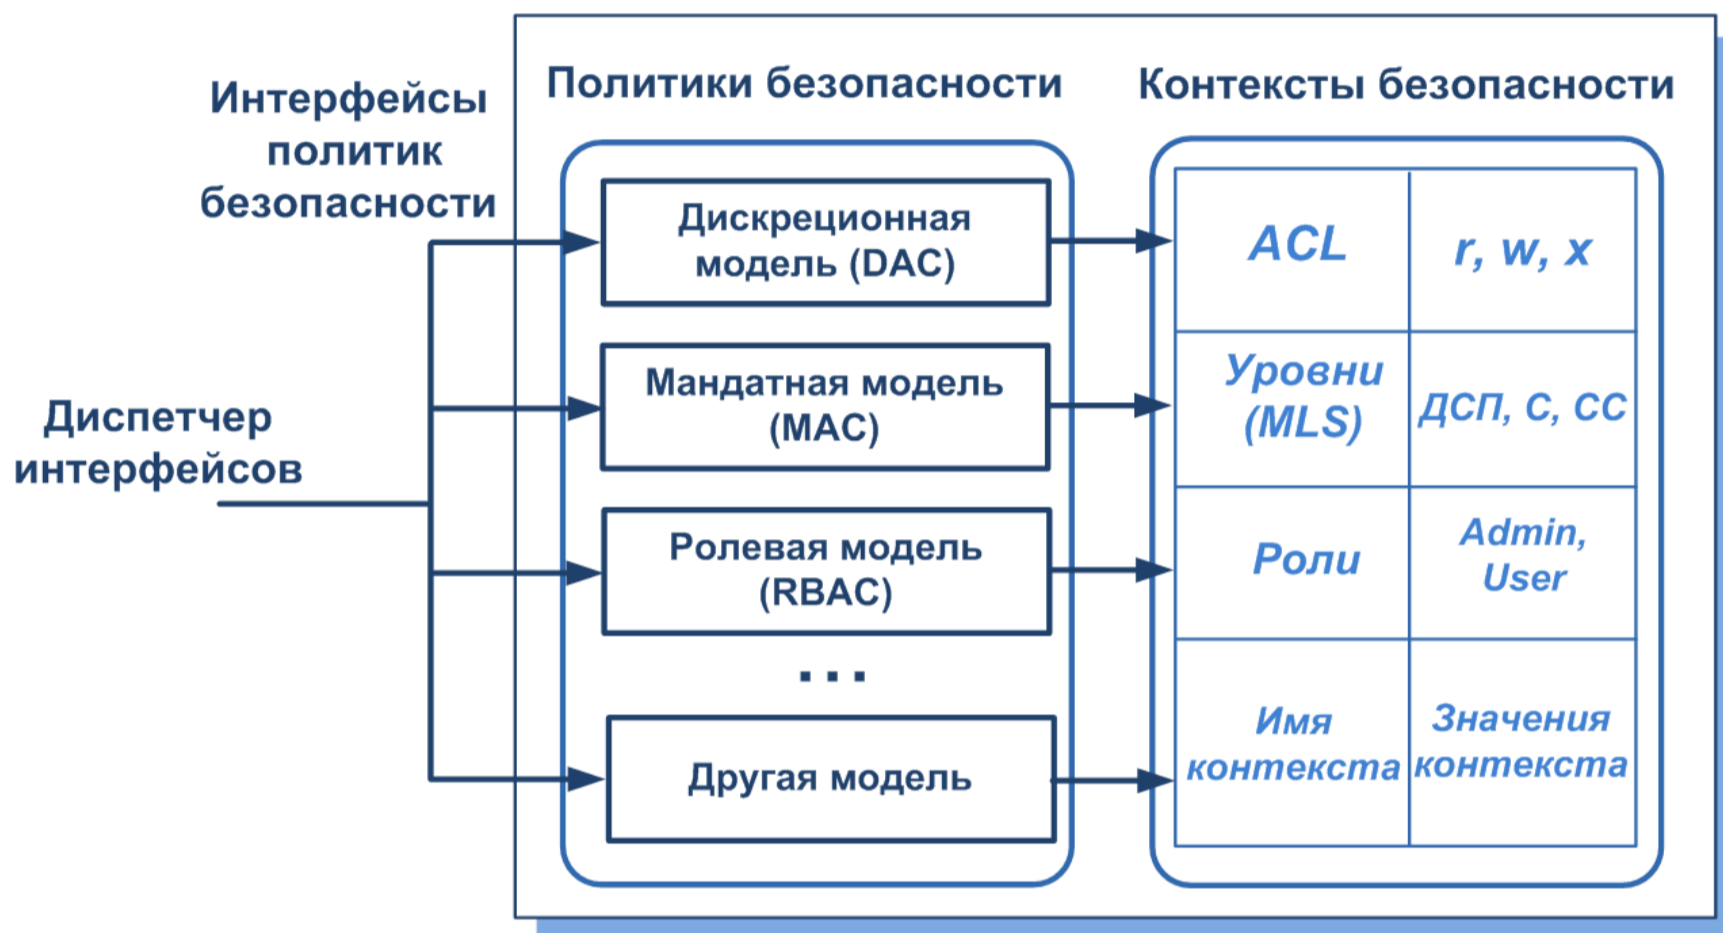 Интерфейсы
политик
безопасности
Диспетчер
интерфейсов
Политики безопасности
Дискреционная
модель (DAC)
Мандатная модель
(MAC)
Ролевая модель
(RBAC)
...
Другая модель
Контексты безопасности
ACL
r, w, x
Уровни
(MLS)
ДСП, С, СС
Роли
Admin,
User
Имя
контекста
Значения
контекста